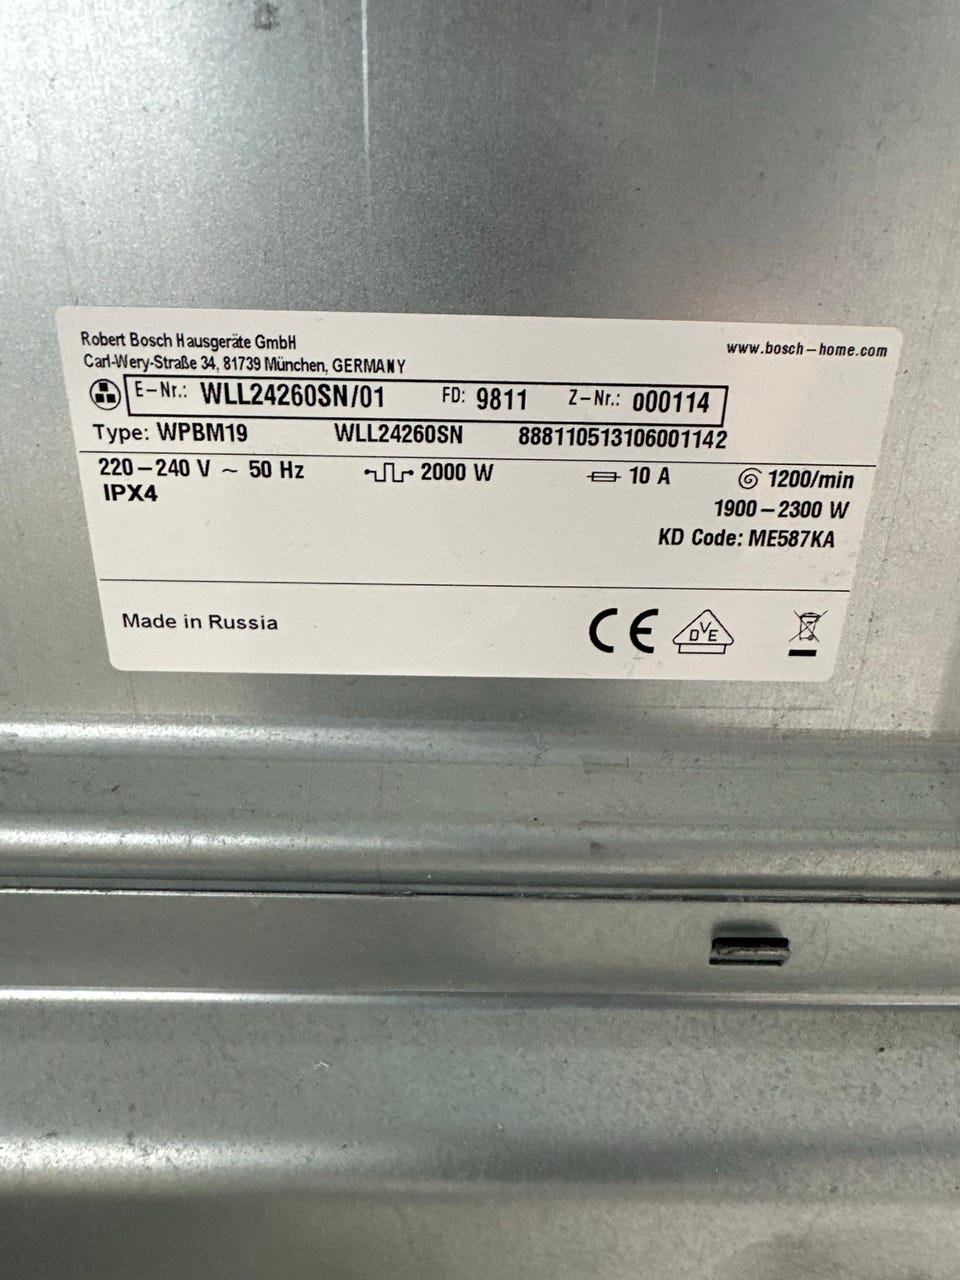 Robert Bosch Hausgeräte GmbH
Carl-Wery-Straße 34, 81739 München, GERMANY
www.bosch-home.com
E-Nr.: WLL24260SN/01 FD: 9811 Z-Nr.: 000114
Type: WPBM19 WLL24260SN 888110513106001142
220-240 V ~ 50 Hz 2000 W 10 A 1200/min
IPX4
1900-2300 W
KD Code: ME587KA
Made in Russia
CE DVE